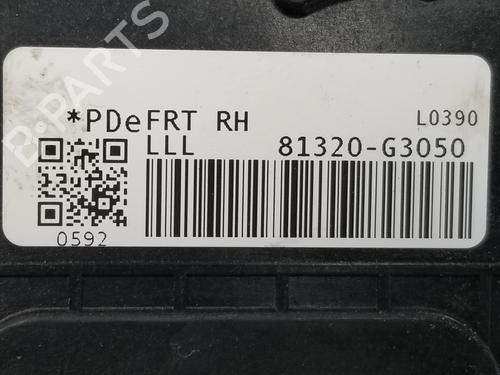 B-PARTS
*PDeFRT RH L0390
LLL 81320-G3050
0592